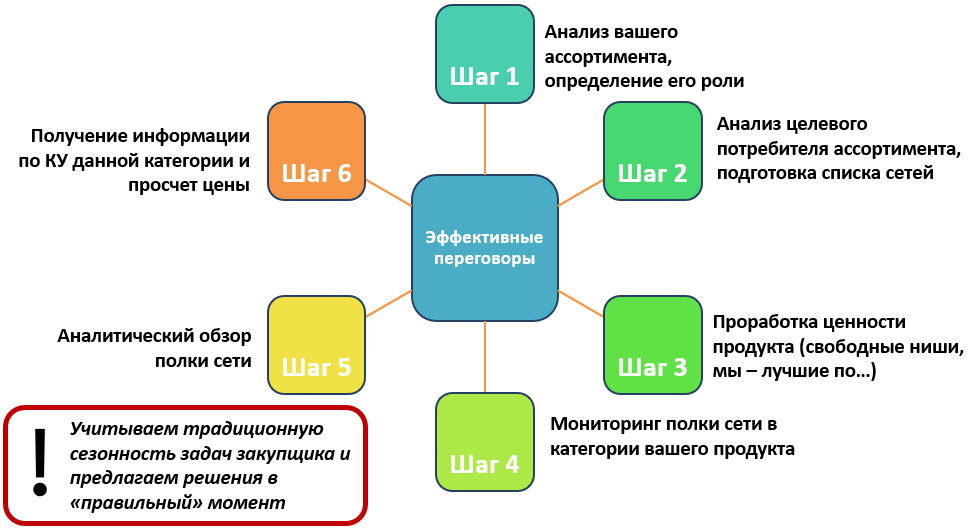 Шаг 1
Анализ вашего
ассортимента,
определение его роли
Шаг 2
Анализ целевого
потребителя ассортимента,
подготовка списка сетей
Шаг 3
Проработка ценности
продукта (свободные ниши,
мы – лучшие по…)
Шаг 4
Мониторинг полки сети в
категории вашего продукта
Шаг 5
Аналитический обзор
полки сети
Шаг 6
Получение информации
по КУ данной категории и
просчет цены
Эффективные
переговоры
!
Учитываем традиционную
сезонность задач закупщика и
предлагаем решения в
«правильный» момент